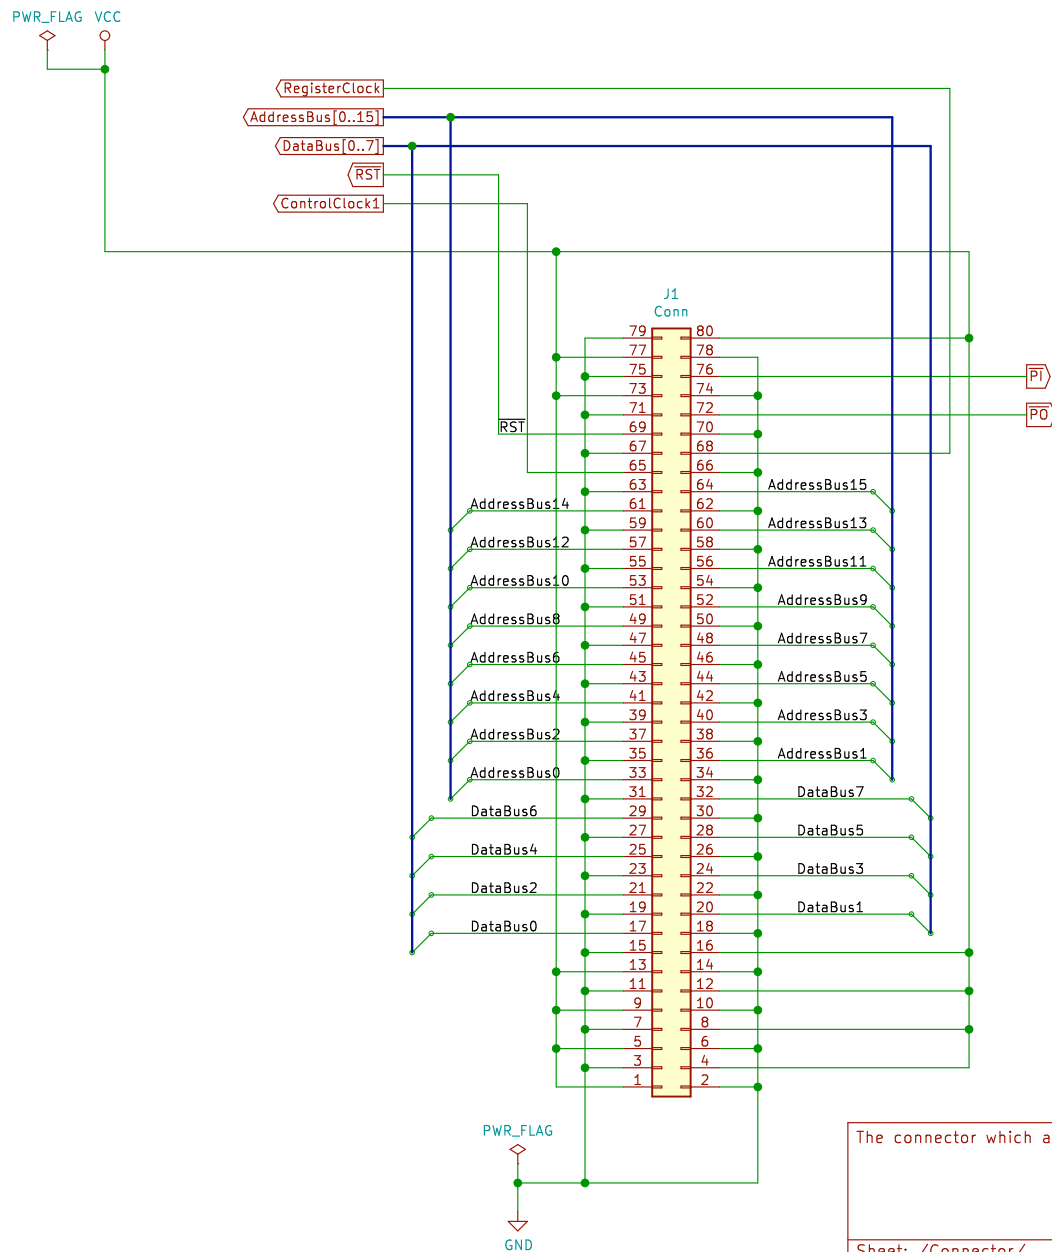 PWR_FLAG VCC
RegisterClock
AddressBus[0..15]
DataBus[0..7]
RST
ControlClock1
J1
Conn
79 80
77 78
75 76 PI
73 74
71 72 PO
RST 69 70
67 68
65 66
63 64 AddressBus15
AddressBus14 61 62
59 60 AddressBus13
AddressBus12 57 58
55 56 AddressBus11
AddressBus10 53 54
51 52 AddressBus9
AddressBus8 49 50
47 48 AddressBus7
AddressBus6 45 46
43 44 AddressBus5
AddressBus4 41 42
39 40 AddressBus3
AddressBus2 37 38
35 36 AddressBus1
AddressBus0 33 34
31 32 DataBus7
DataBus6 29 30
27 28 DataBus5
DataBus4 25 26
23 24 DataBus3
DataBus2 21 22
19 20 DataBus1
DataBus0 17 18
15 16
13 14
11 12
9 10
7 8
5 6
3 4
1 2
PWR_FLAG
GND
The connector which a
Sheet: /Connector/